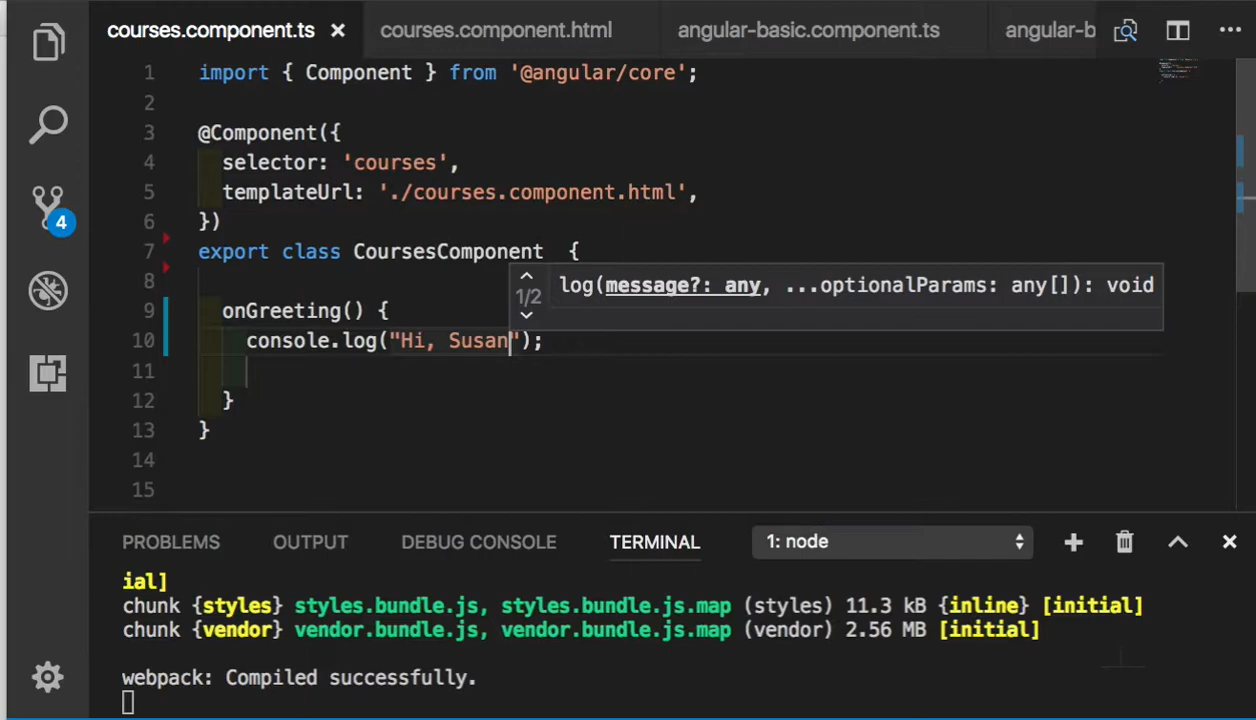 courses.component.ts
courses.component.html
angular-basic.component.ts
angular-b
1 import { Component } from '@angular/core';
2
3 @Component({
4 selector: 'courses',
5 templateUrl: './courses.component.html',
6 })
7 export class CoursesComponent {
8
1/2 log(message?: any, ...optionalParams: any[]): void
9 onGreeting() {
10 console.log("Hi, Susan");
11
12 }
13 }
14
15
4
PROBLEMS OUTPUT DEBUG CONSOLE TERMINAL 1: node
ial]
chunk {styles} styles.bundle.js, styles.bundle.js.map (styles) 11.3 kB {inline} [initial]
chunk {vendor} vendor.bundle.js, vendor.bundle.js.map (vendor) 2.56 MB [initial]
webpack: Compiled successfully.